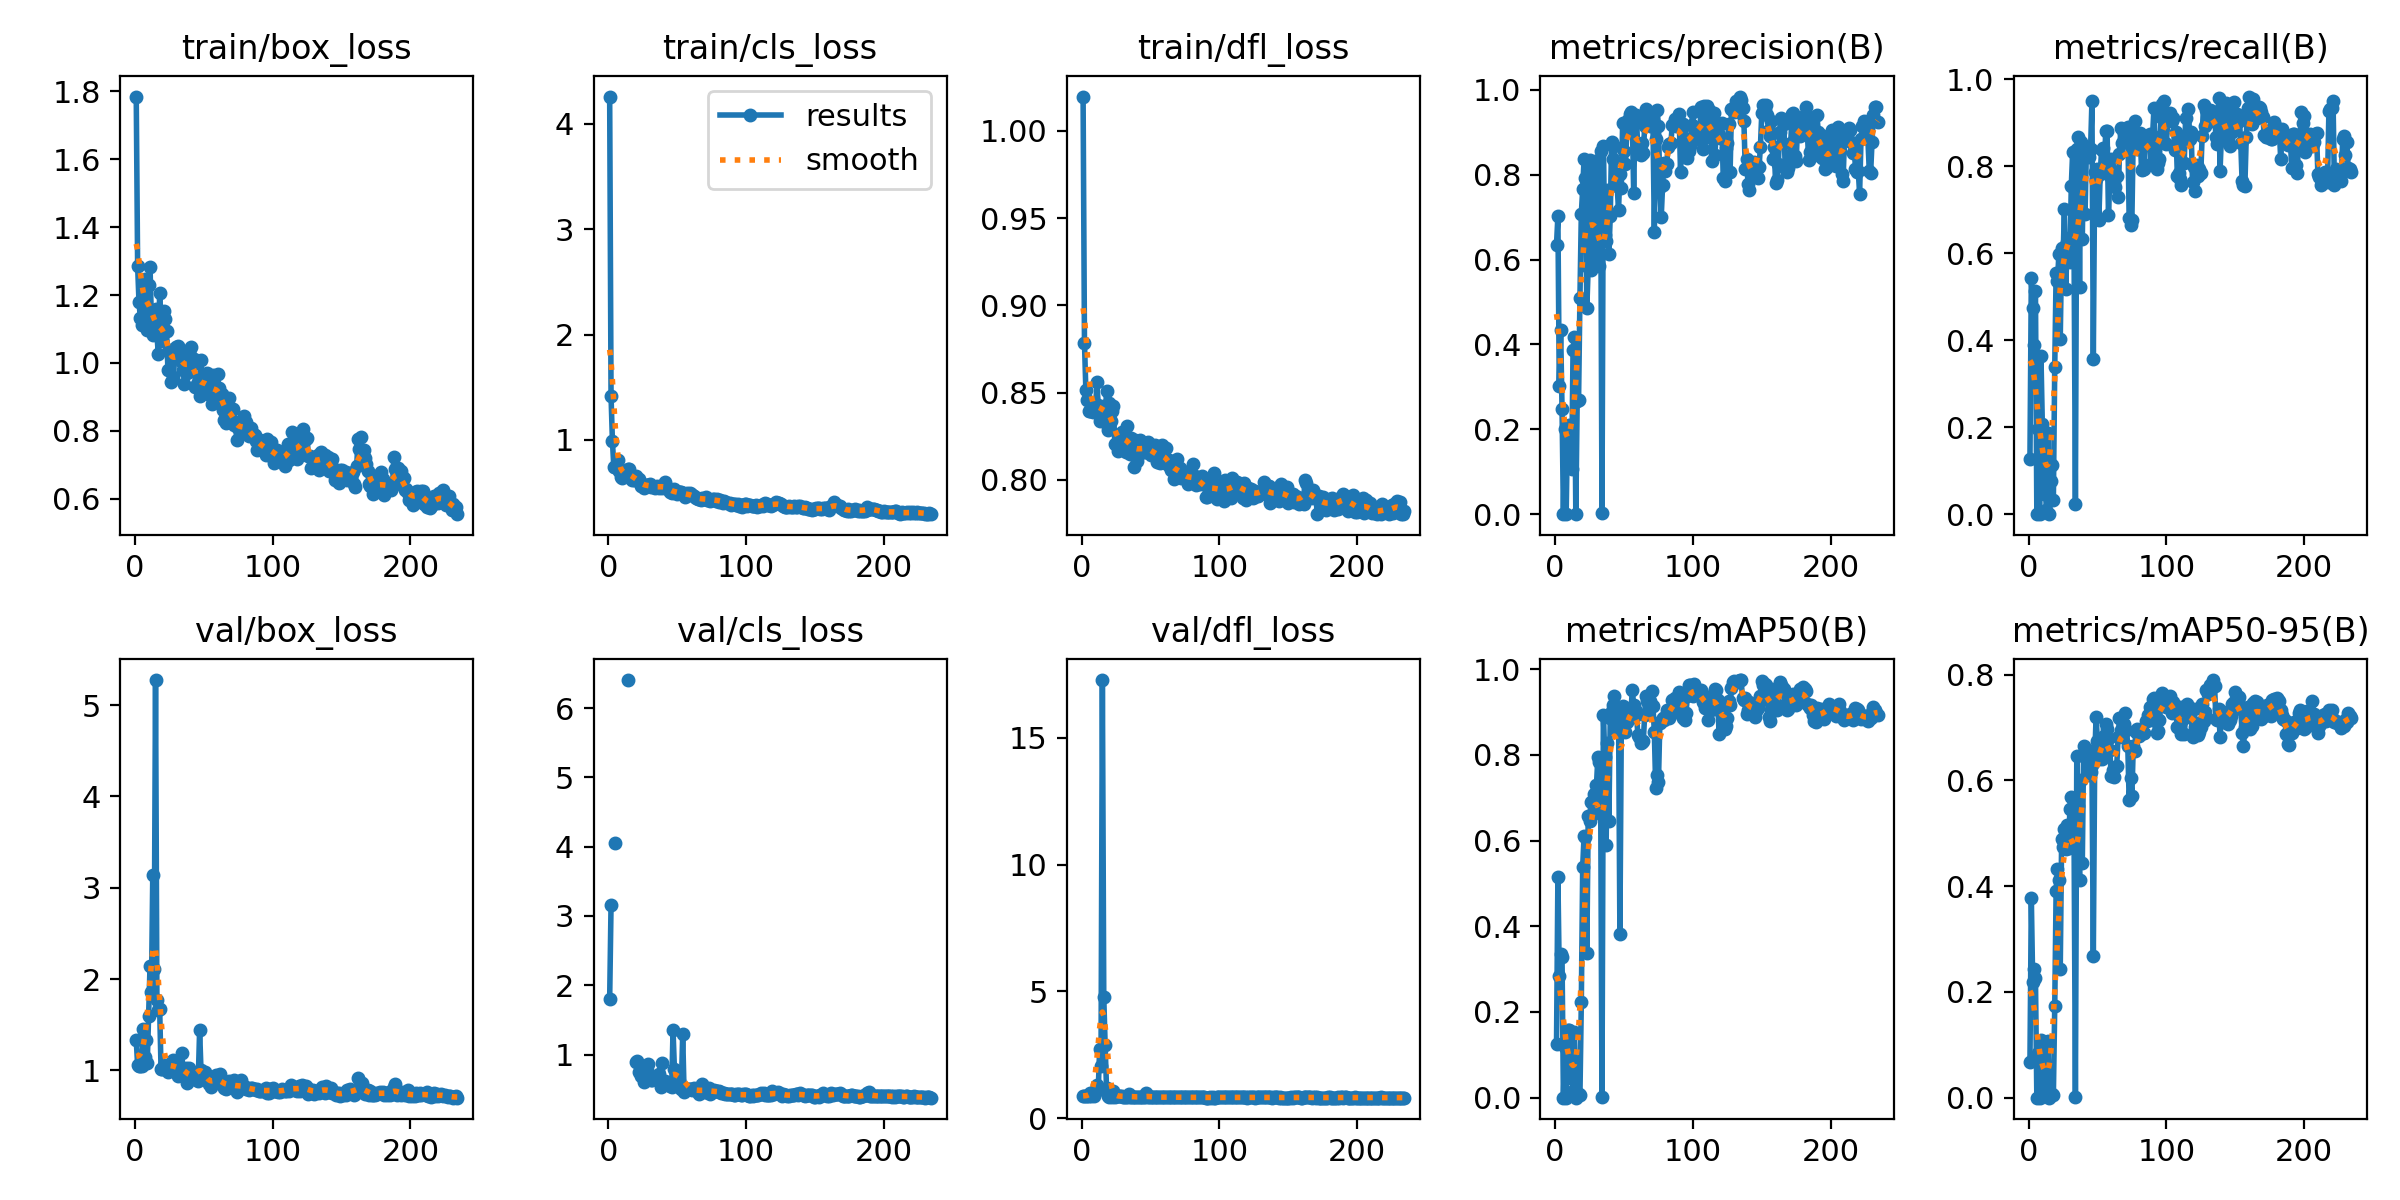 train/box_loss
train/cls_loss
train/dfl_loss
metrics/precision(B)
metrics/recall(B)
1.8
1.6
1.4
1.2
1.0
0.8
0.6
0 100 200
results
smooth
4
3
2
1
0 100 200
1.00
0.95
0.90
0.85
0.80
0 100 200
1.0
0.8
0.6
0.4
0.2
0.0
0 100 200
1.0
0.8
0.6
0.4
0.2
0.0
0 100 200
val/box_loss
val/cls_loss
val/dfl_loss
metrics/mAP50(B)
metrics/mAP50-95(B)
5
4
3
2
1
0 100 200
6
5
4
3
2
1
0 100 200
15
10
5
0
0 100 200
1.0
0.8
0.6
0.4
0.2
0.0
0 100 200
0.8
0.6
0.4
0.2
0.0
0 100 200